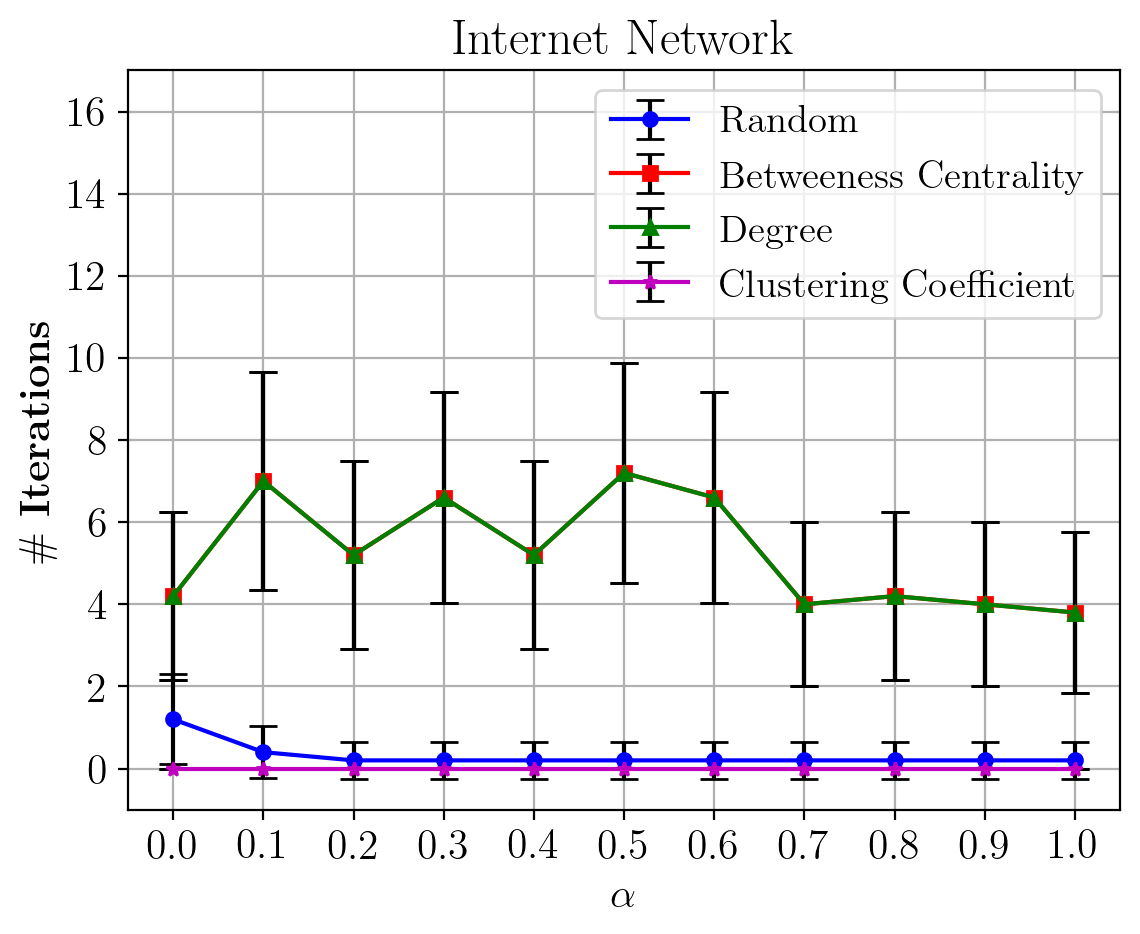 Internet Network
Random
Betweeness Centrality
Degree
Clustering Coefficient
# Iterations
16
14
12
10
8
6
4
2
0
0.0 0.1 0.2 0.3 0.4 0.5 0.6 0.7 0.8 0.9 1.0
α